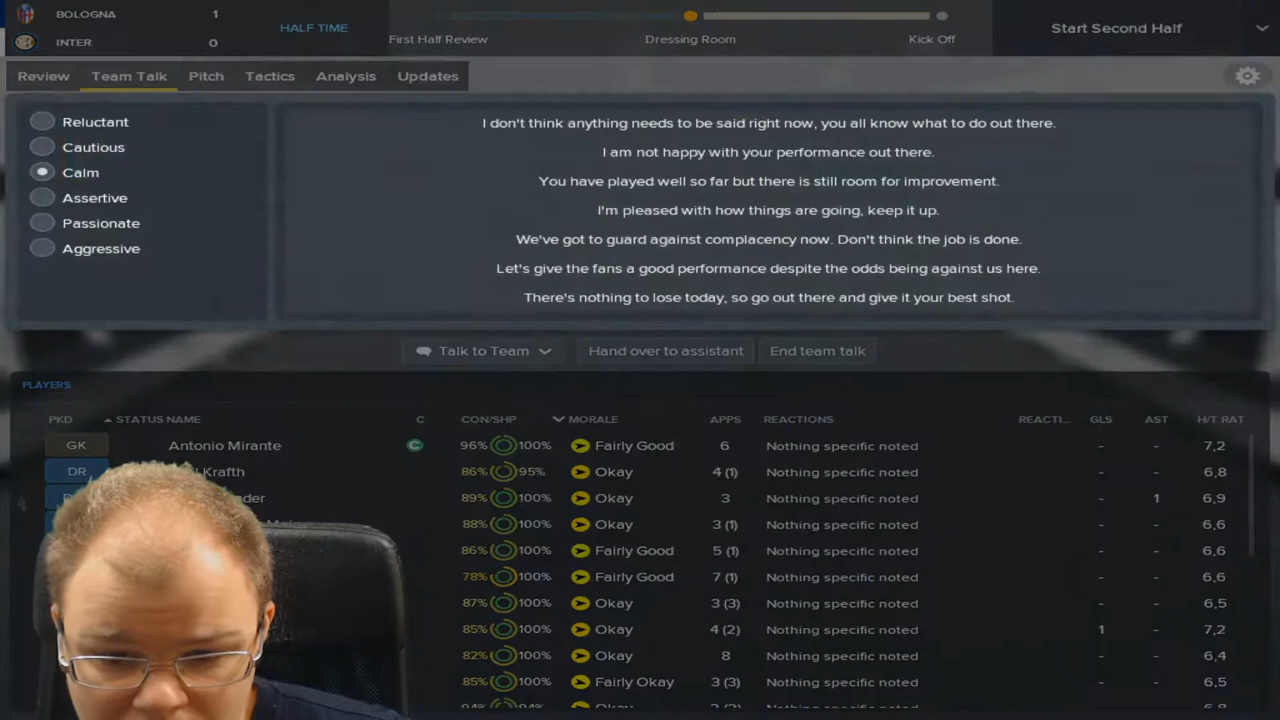 BOLOGNA 1
INTER 0
HALF TIME
First Half Review
Dressing Room
Kick Off
Start Second Half
Review Team Talk Pitch Tactics Analysis Updates
Reluctant
Cautious
Calm
Assertive
Passionate
Aggressive
I don't think anything needs to be said right now, you all know what to do out there.
I am not happy with your performance out there.
You have played well so far but there is still room for improvement.
I'm pleased with how things are going, keep it up.
We've got to guard against complacency now. Don't think the job is done.
Let's give the fans a good performance despite the odds being against us here.
There's nothing to lose today, so go out there and give it your best shot.
Talk to Team Hand over to assistant End team talk
PLAYERS
PKD STATUS NAME C CON/SHP MORALE APPS REACTIONS REACTI... GLS AST H/T RAT
GK Antonio Mirante C 96% 100% Fairly Good 6 Nothing specific noted - - 7,2
DR Krafth 86% 95% Okay 4 (1) Nothing specific noted - - 6,8
89% 100% Okay 3 Nothing specific noted - 1 6,9
88% 100% Okay 3 (1) Nothing specific noted - - 6,6
86% 100% Fairly Good 5 (1) Nothing specific noted - - 6,6
78% 100% Fairly Good 7 (1) Nothing specific noted - - 6,6
87% 100% Okay 3 (3) Nothing specific noted - - 6,5
85% 100% Okay 4 (2) Nothing specific noted 1 - 7,2
82% 100% Okay 8 Nothing specific noted - - 6,4
85% 100% Fairly Okay 3 (3) Nothing specific noted - - 6,5